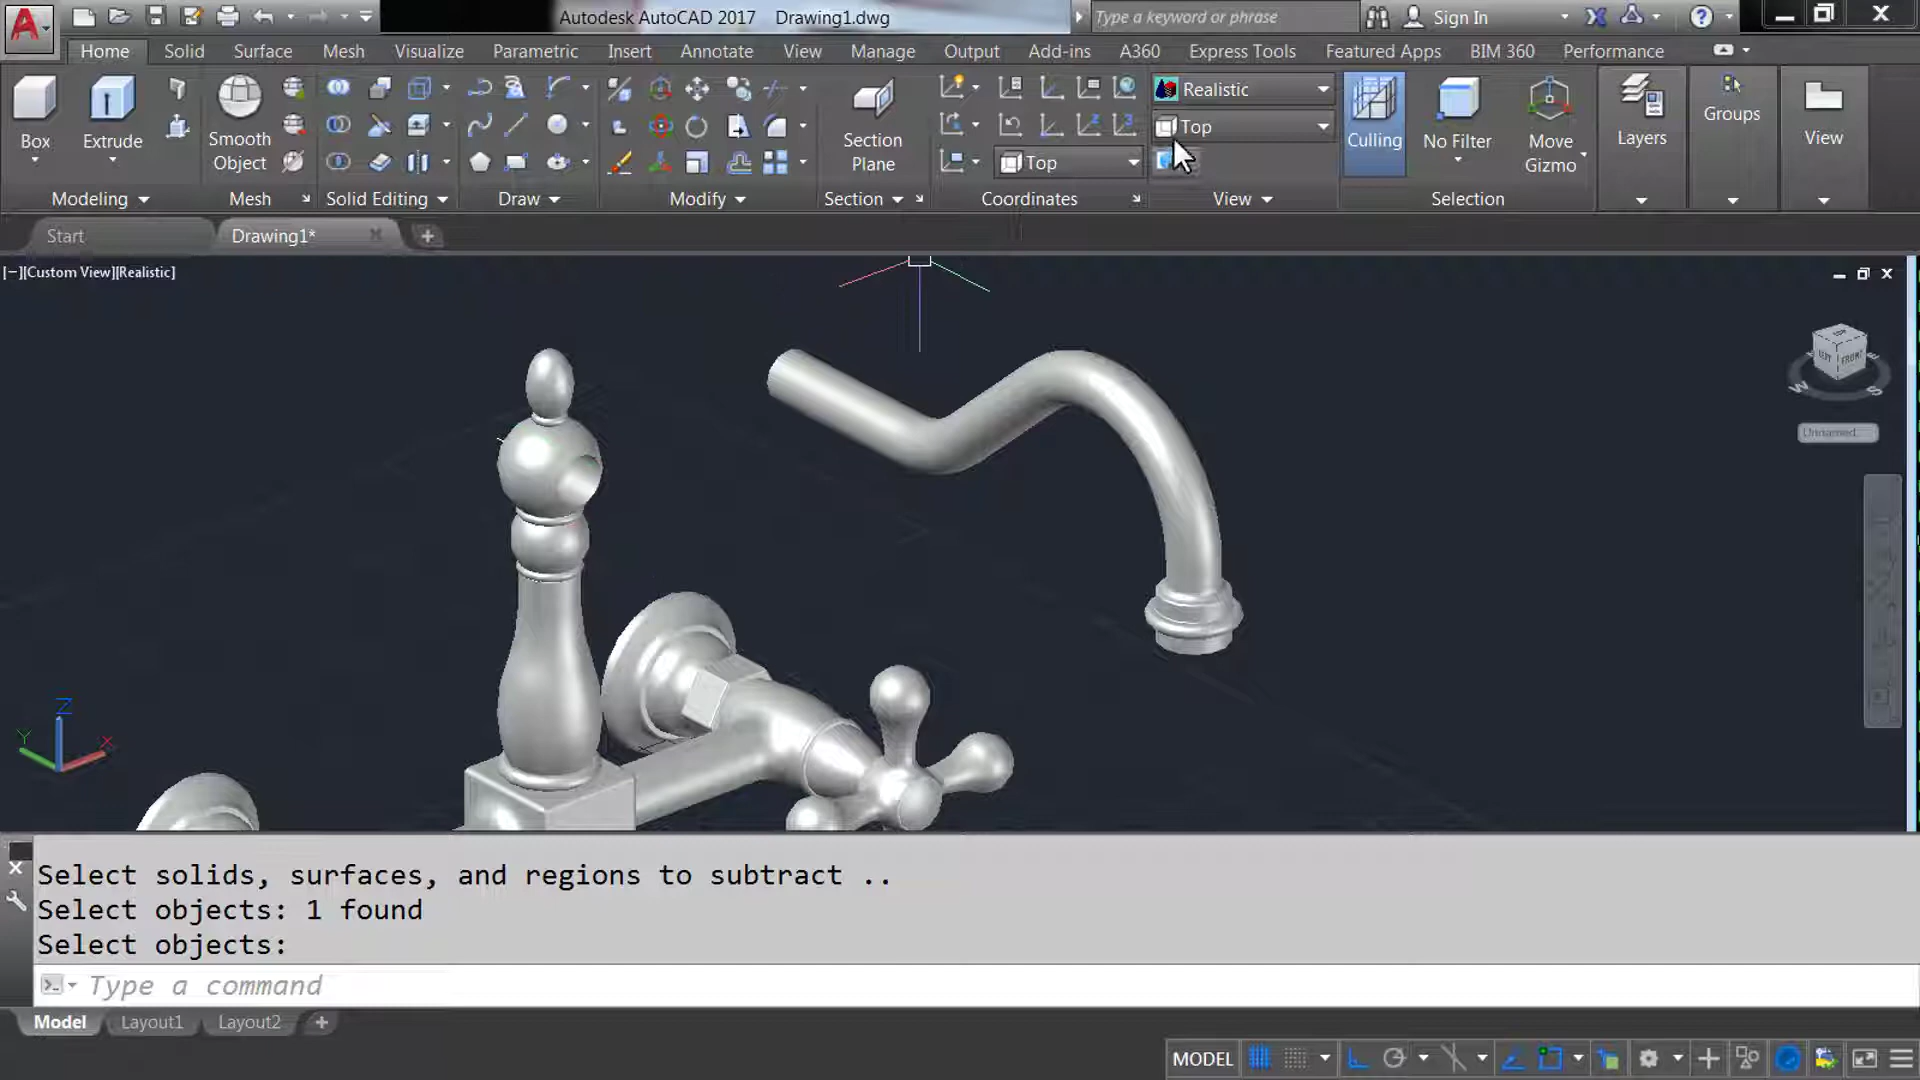 Autodesk AutoCAD 2017 Drawing1.dwg
Type a keyword or phrase
Sign In
Home Solid Surface Mesh Visualize Parametric Insert Annotate View Manage Output Add-ins A360 Express Tools Featured Apps BIM 360 Performance
Box
Extrude
Smooth Object
Section Plane
Realistic
Top
Top
Culling
No Filter
Move Gizmo
Layers
Groups
View
Modeling
Mesh
Solid Editing
Draw
Modify
Section
Coordinates
View
Selection
Start
Drawing1*
[−][Custom View][Realistic]
LEFT
FRONT
W
S
Unnamed
Z
Y
X
Select solids, surfaces, and regions to subtract ..
Select objects: 1 found
Select objects:
Type a command
Model Layout1 Layout2
MODEL